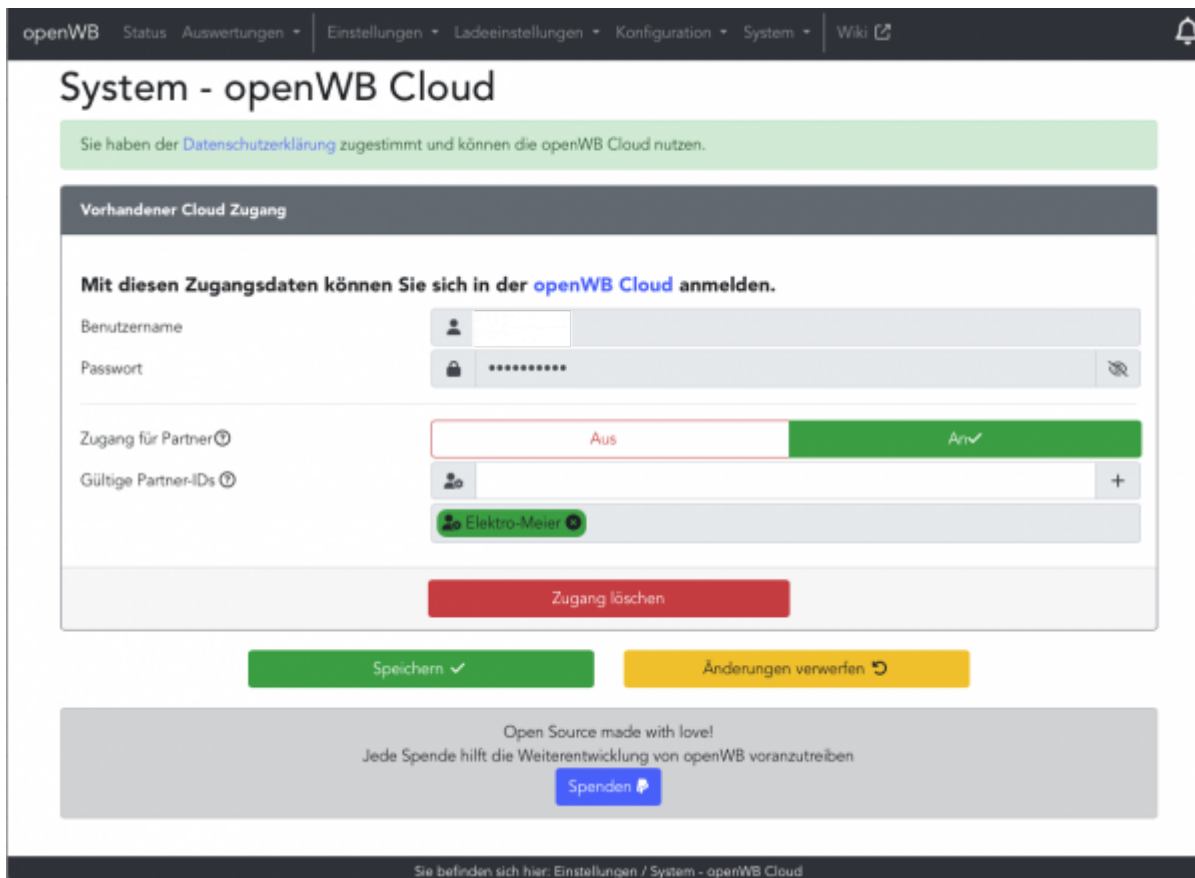 openWB Status Auswertungen Einstellungen Ladeeinstellungen Konfiguration System Wiki
System - openWB Cloud
Sie haben der Datenschutzerklärung zugestimmt und können die openWB Cloud nutzen.
Vorhandener Cloud Zugang
Mit diesen Zugangsdaten können Sie sich in der openWB Cloud anmelden.
Benutzername
Passwort ••••••••••
Zugang für Partner Aus An
Gültige Partner-IDs +
Elektro-Meier
Zugang löschen
Speichern Änderungen verwerfen
Open Source made with love!
Jede Spende hilft die Weiterentwicklung von openWB voranzutreiben
Spenden
Sie befinden sich hier: Einstellungen / System - openWB Cloud